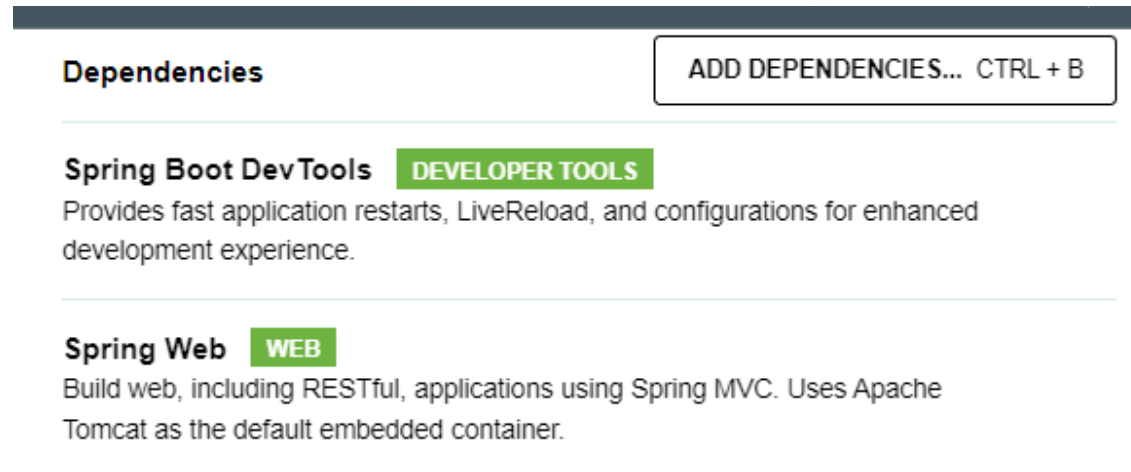 Dependencies
ADD DEPENDENCIES... CTRL + B
Spring Boot DevTools DEVELOPER TOOLS
Provides fast application restarts, LiveReload, and configurations for enhanced
development experience.
Spring Web WEB
Build web, including RESTful, applications using Spring MVC. Uses Apache
Tomcat as the default embedded container.